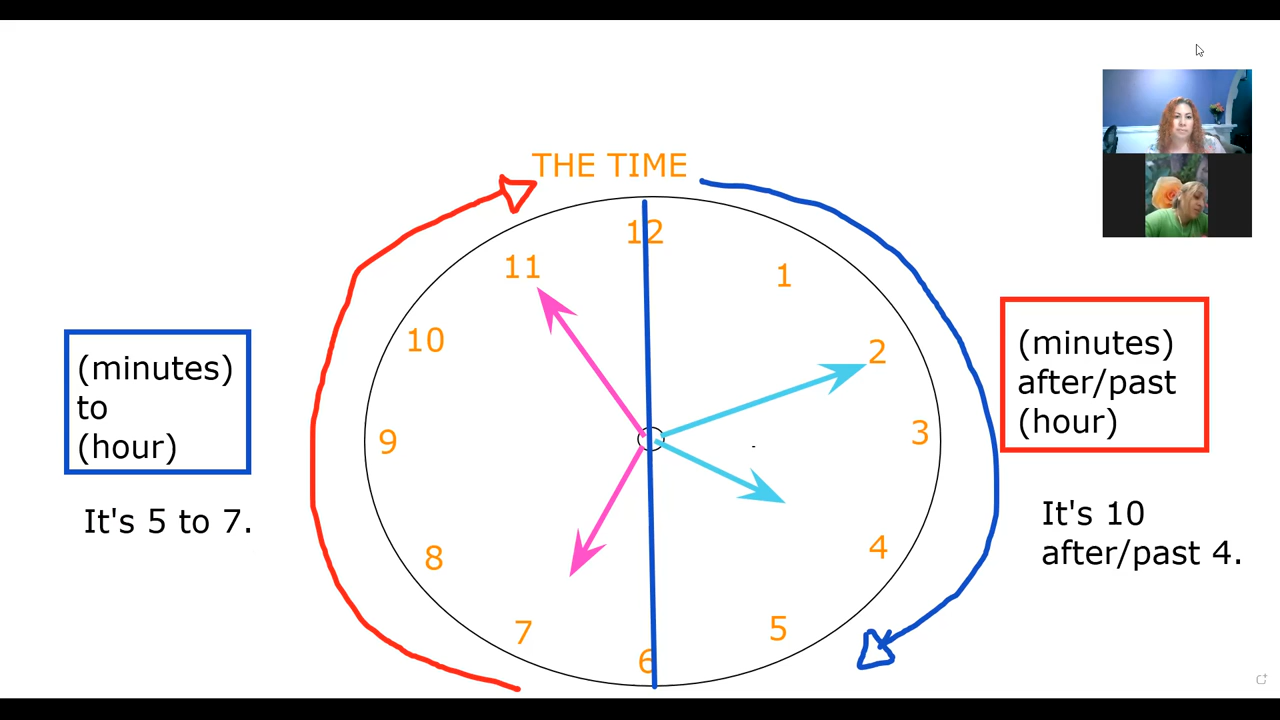 THE TIME
12
11
1
10
2
9
3
8
4
7
5
6
(minutes)
to
(hour)
It's 5 to 7.
(minutes)
after/past
(hour)
It's 10
after/past 4.